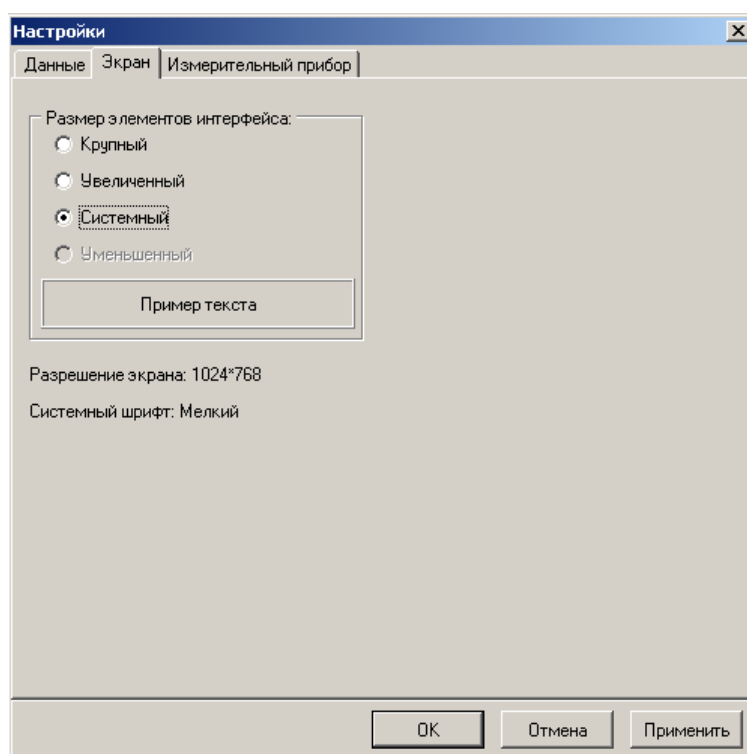 Настройки
Данные Экран Измерительный прибор
Размер элементов интерфейса:
Крупный
Увеличенный
Системный
Уменьшенный
Пример текста
Разрешение экрана: 1024*768
Системный шрифт: Мелкий
OK Отмена Применить